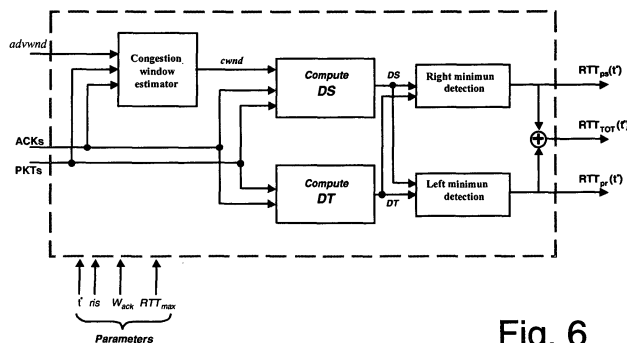 advwnd
Congestion
window
estimator
cwnd
Compute
DS
DS
Right minimun
detection
RTTps(t*)
RTTTOT(t*)
ACKs
PKTs
Compute
DT
DT
Left minimun
detection
RTTpr(t*)
t* ris Wack RTTmax
Parameters
Fig. 6